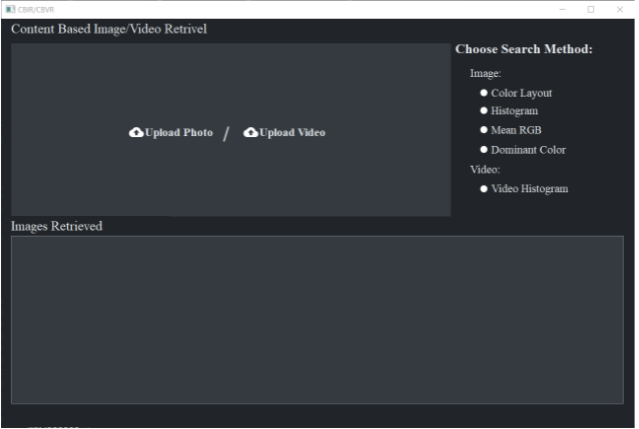 CBIR/CBVR
Content Based Image/Video Retrivel
Upload Photo / Upload Video
Choose Search Method:
Image:
Color Layout
Histogram
Mean RGB
Dominant Color
Video:
Video Histogram
Images Retrieved